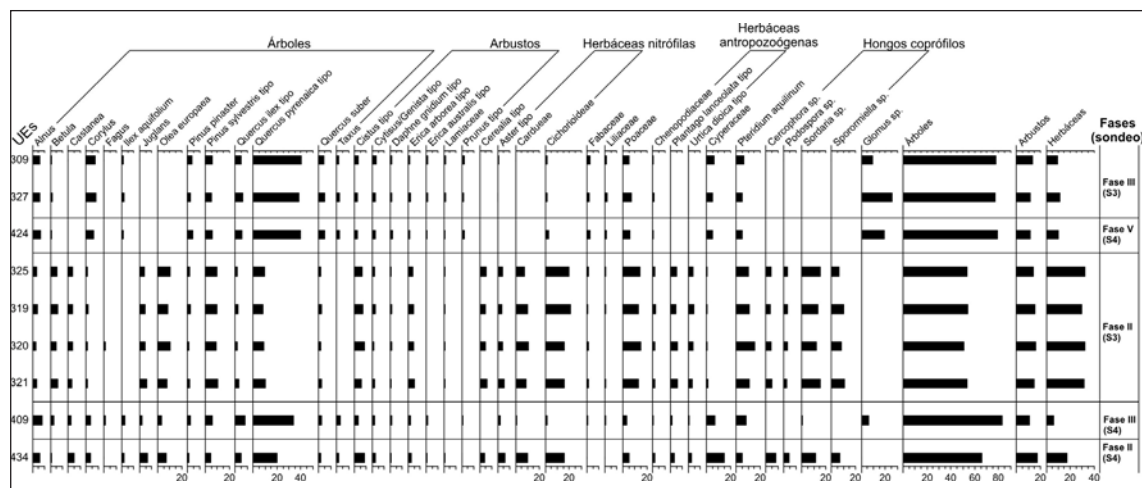 Árboles
Arbustos
Herbáceas nitrófilas
Herbáceas
antropozoógenas
Hongos coprófilos
UEs
Alnus
Betula
Castanea
Corylus
Fagus
Ilex aquifolium
Juglans
Olea europaea
Pinus pinaster
Pinus sylvestris tipo
Quercus ilex tipo
Quercus pyrenaica tipo
Quercus suber
Taxus
Cistus tipo
Cytisus/Genista tipo
Daphne gnidium tipo
Erica arborea tipo
Erica australis tipo
Lamiaceae
Prunus tipo
Cerealia tipo
Aster tipo
Cardueae
Cichorioideae
Fabaceae
Liliaceae
Poaceae
Chenopodiaceae
Plantago lanceolata tipo
Urtica dioica tipo
Cyperaceae
Pteridium aquilinum
Cercophora sp.
Podospora sp.
Sordaria sp.
Sporormiella sp.
Glomus sp.
Árboles
Arbustos
Herbáceas
Fases
(sondeo)
309
327
Fase III
(S3)
424
Fase V
(S4)
325
319
320
321
Fase II
(S3)
409
Fase III
(S4)
434
Fase II
(S4)
20 20 20 40 20 20 20 20 20 20 20 20 20 20 40 60 80 20 20 40